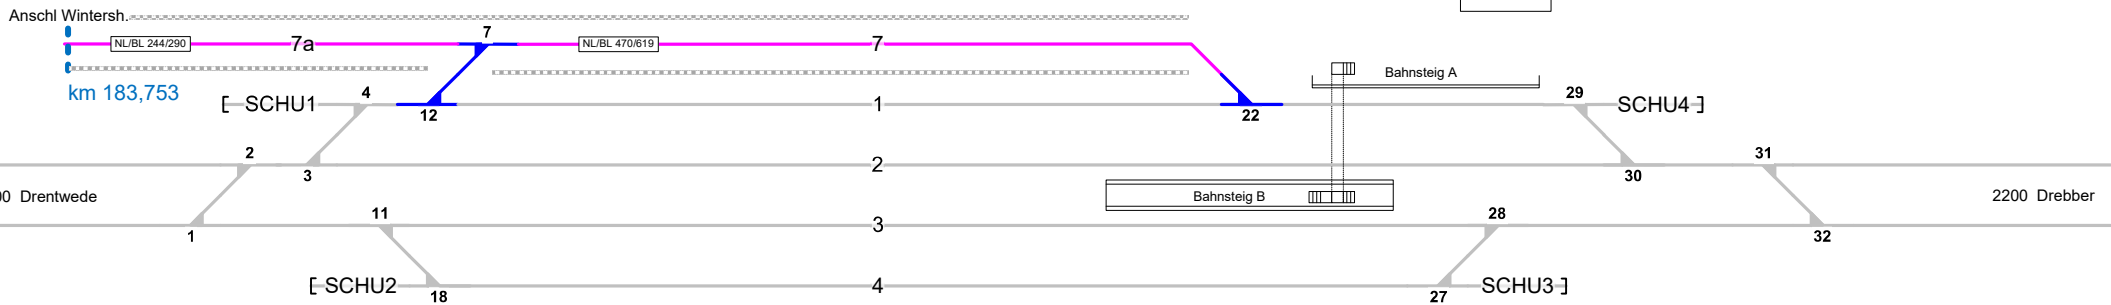 Anschl Wintersh.
7
NL/BL 244/290
7a
NL/BL 470/619
7
km 183,753
Bahnsteig A
SCHU1
4
12
1
22
29
SCHU4
2
3
2
30
31
00 Drentwede
Bahnsteig B
2200 Drebber
1
11
3
28
32
SCHU2
18
4
27
SCHU3